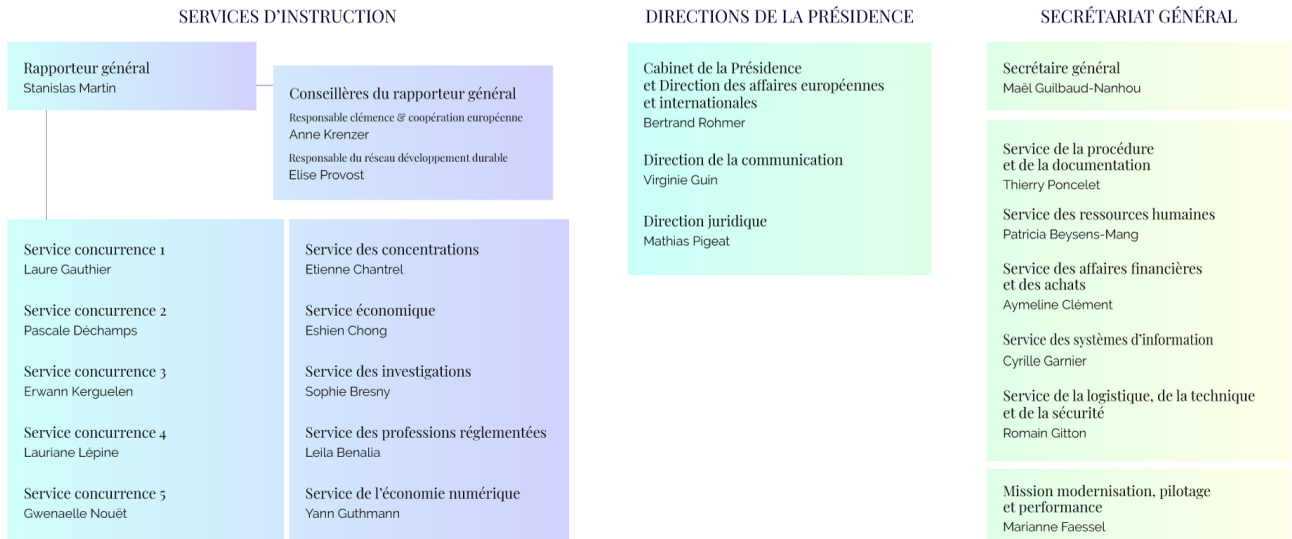 SERVICES D'INSTRUCTION
Rapporteur général
Stanislas Martin
Conseillères du rapporteur général
Responsable clémence & coopération européenne
Anne Krenzer
Responsable du réseau développement durable
Elise Provost
Service concurrence 1
Laure Gauthier
Service concurrence 2
Pascale Déchamps
Service concurrence 3
Erwann Kerguelen
Service concurrence 4
Lauriane Lépine
Service concurrence 5
Gwenaelle Nouët
Service des concentrations
Etienne Chantrel
Service économique
Eshien Chong
Service des investigations
Sophie Bresny
Service des professions réglementées
Leila Benalia
Service de l'économie numérique
Yann Guthmann
DIRECTIONS DE LA PRÉSIDENCE
Cabinet de la Présidence
et Direction des affaires européennes
et internationales
Bertrand Rohmer
Direction de la communication
Virginie Guin
Direction juridique
Mathias Pigeat
SECRÉTARIAT GÉNÉRAL
Secrétaire général
Maël Guilbaud-Nanhou
Service de la procédure
et de la documentation
Thierry Poncelet
Service des ressources humaines
Patricia Beysens-Mang
Service des affaires financières
et des achats
Aymeline Clément
Service des systèmes d'information
Cyrille Garnier
Service de la logistique, de la technique
et de la sécurité
Romain Gitton
Mission modernisation, pilotage
et performance
Marianne Faessel